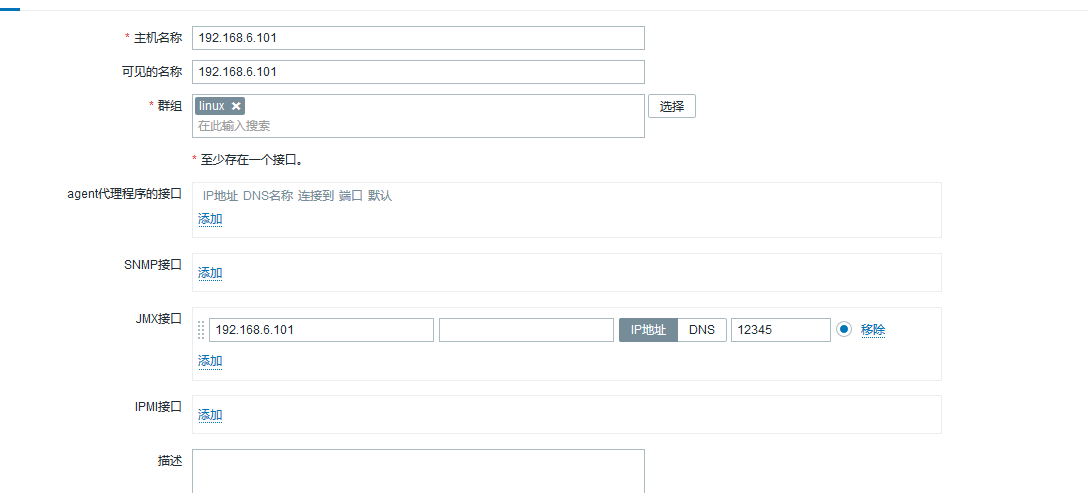 * 主机名称 192.168.6.101
可见的名称 192.168.6.101
* 群组 linux ✖ 选择
在此输入搜索
* 至少存在一个接口。
agent代理程序的接口 IP地址 DNS名称 连接到 端口 默认
添加
SNMP接口 添加
JMX接口 192.168.6.101 IP地址 DNS 12345 移除
添加
IPMI接口 添加
描述